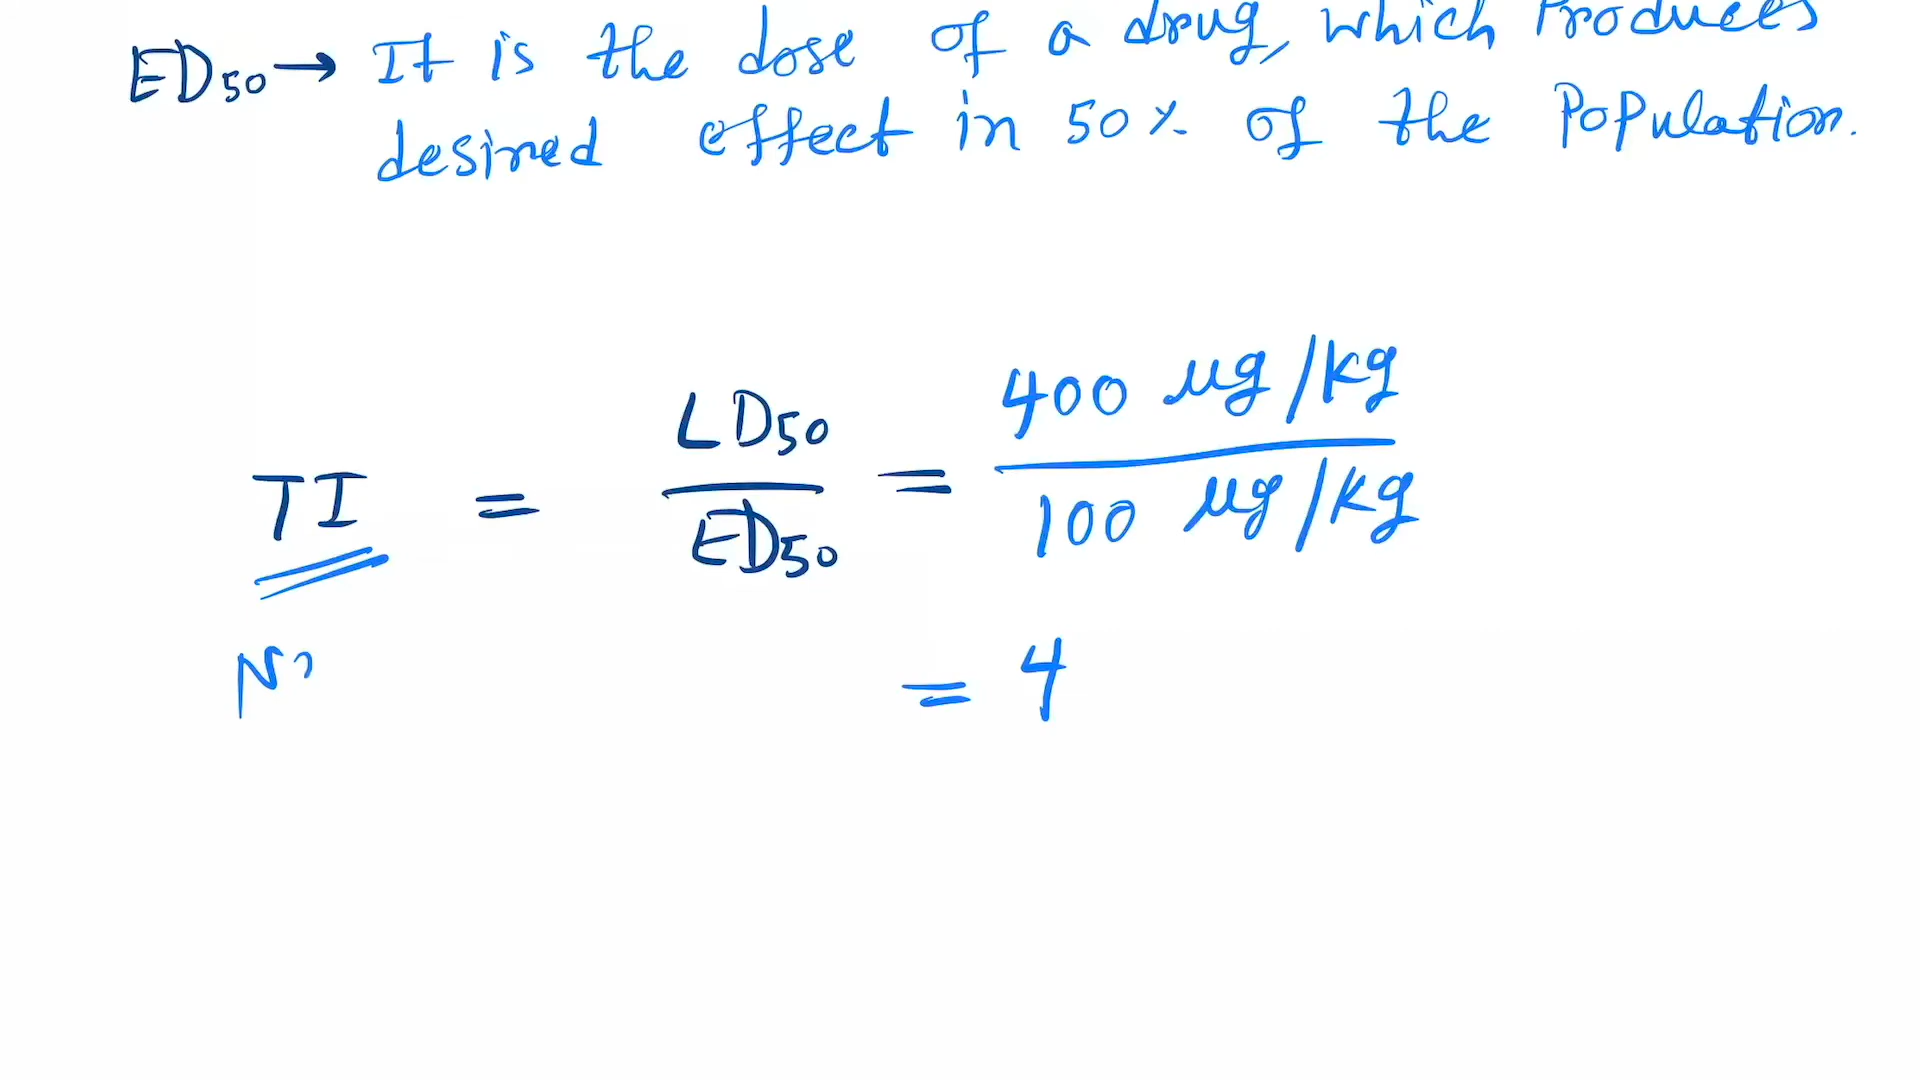 ED50 → It is the dose of a drug, which Produces
desired effect in 50% of the Population.
TI = LD50 / ED50 = 400 μg/kg / 100 μg/kg
= 4